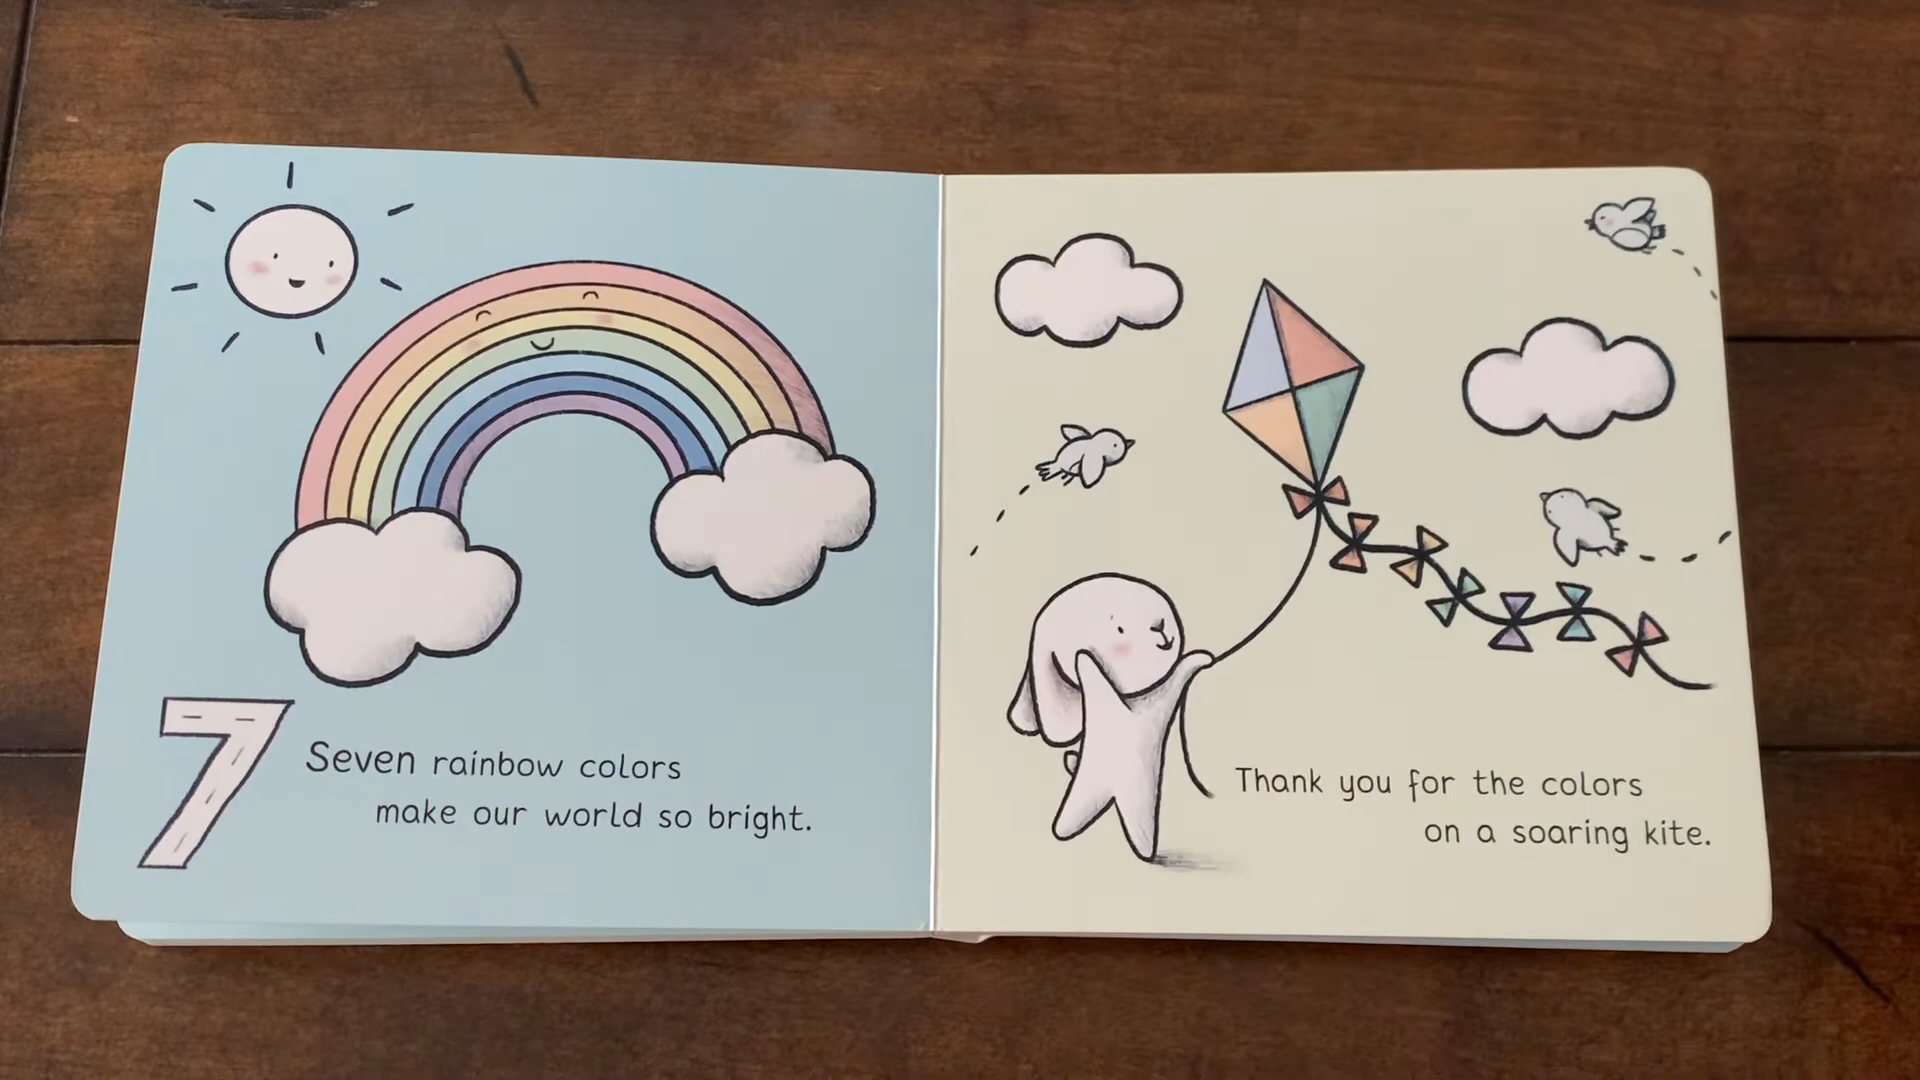 7
Seven rainbow colors
make our world so bright.
Thank you for the colors
on a soaring kite.